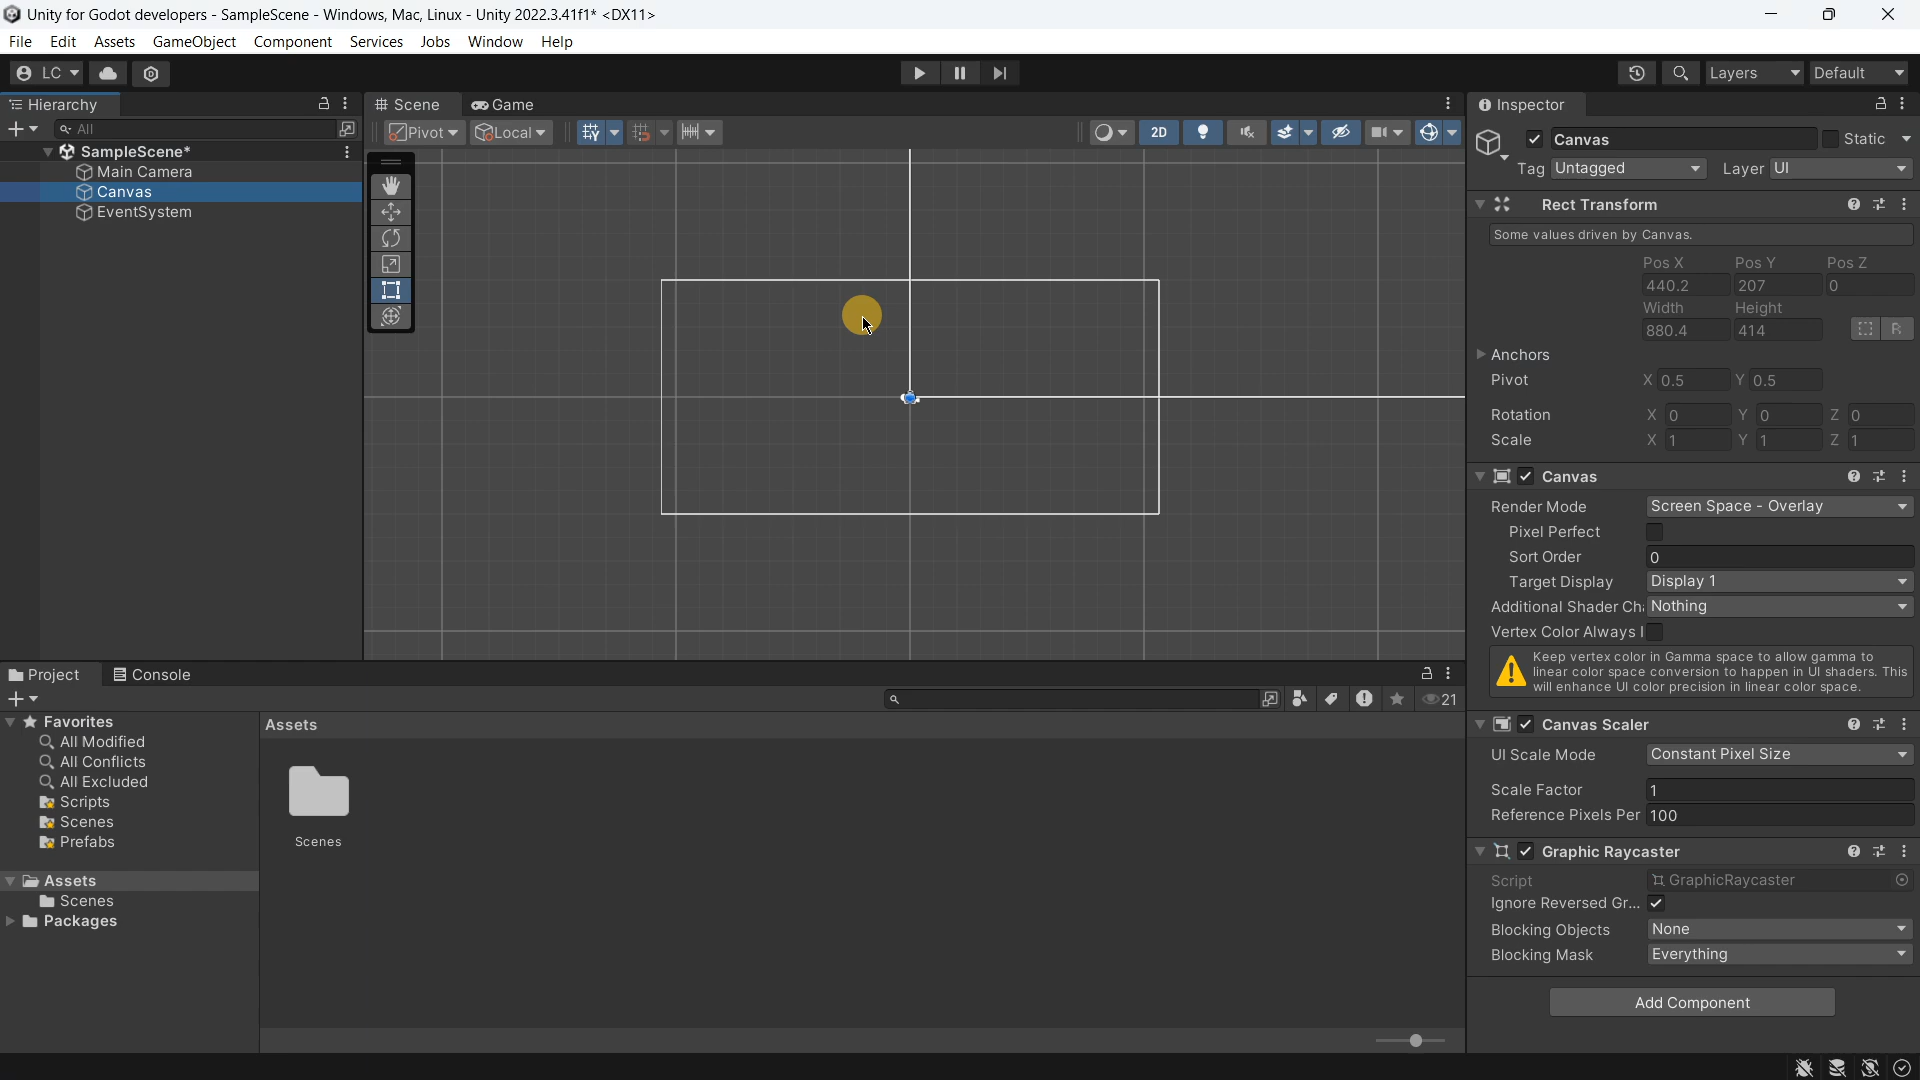 Unity for Godot developers - SampleScene - Windows, Mac, Linux - Unity 2022.3.41f1* <DX11>
File Edit Assets GameObject Component Services Jobs Window Help
LC
Layers Default
Hierarchy
All
SampleScene*
Main Camera
Canvas
EventSystem
Scene Game
Pivot Local 2D
Inspector
Canvas Static
Tag Untagged Layer UI
Rect Transform
Some values driven by Canvas.
Pos X Pos Y Pos Z
440.2 207 0
Width Height
880.4 414 R
Anchors
Pivot X 0.5 Y 0.5
Rotation X 0 Y 0 Z 0
Scale X 1 Y 1 Z 1
Canvas
Render Mode Screen Space - Overlay
Pixel Perfect
Sort Order 0
Target Display Display 1
Additional Shader Cha Nothing
Vertex Color Always I
Keep vertex color in Gamma space to allow gamma to
linear color space conversion to happen in UI shaders. This
will enhance UI color precision in linear color space.
Canvas Scaler
UI Scale Mode Constant Pixel Size
Scale Factor 1
Reference Pixels Per 100
Graphic Raycaster
Script GraphicRaycaster
Ignore Reversed Gr...
Blocking Objects None
Blocking Mask Everything
Add Component
Project Console
21
Favorites
All Modified
All Conflicts
All Excluded
Scripts
Scenes
Prefabs
Assets
Scenes
Packages
Assets
Scenes